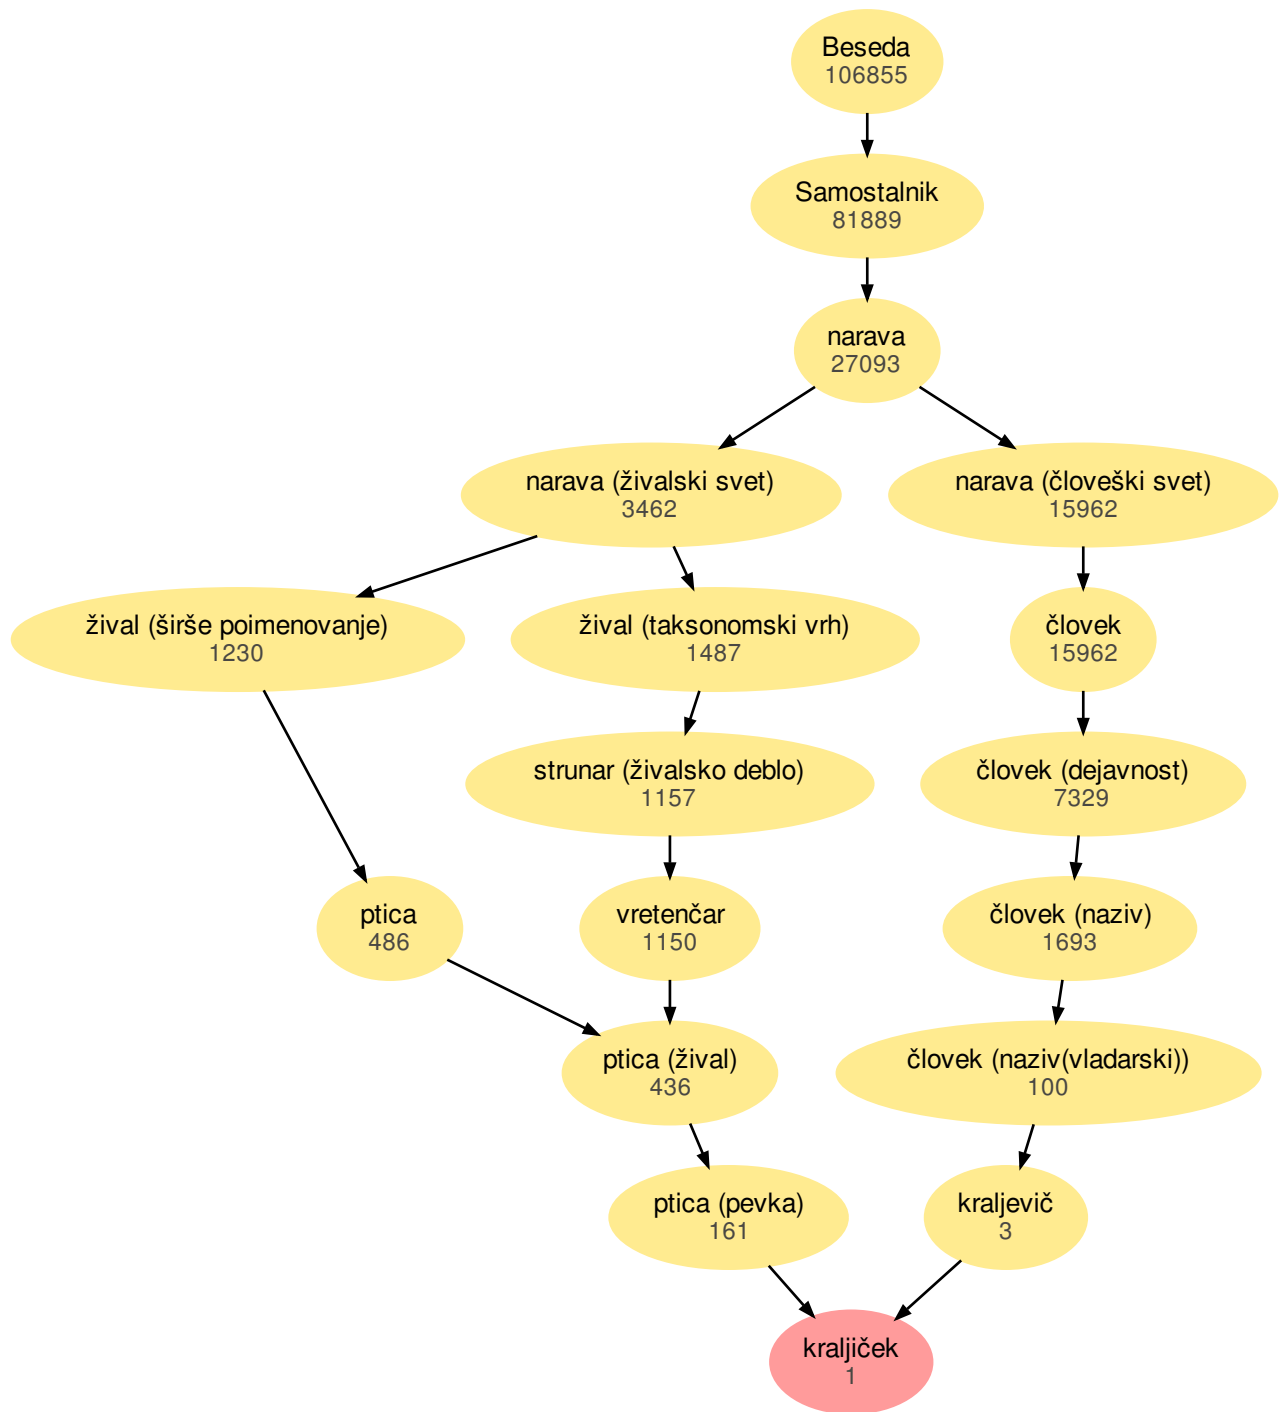 Beseda
106855
Samostalnik
81889
narava
27093
narava (živalski svet)
3462
narava (človeški svet)
15962
žival (širše poimenovanje)
1230
žival (taksonomski vrh)
1487
človek
15962
strunar (živalsko deblo)
1157
človek (dejavnost)
7329
ptica
486
vretenčar
1150
človek (naziv)
1693
ptica (žival)
436
človek (naziv(vladarski))
100
ptica (pevka)
161
kraljevič
3
kraljiček
1